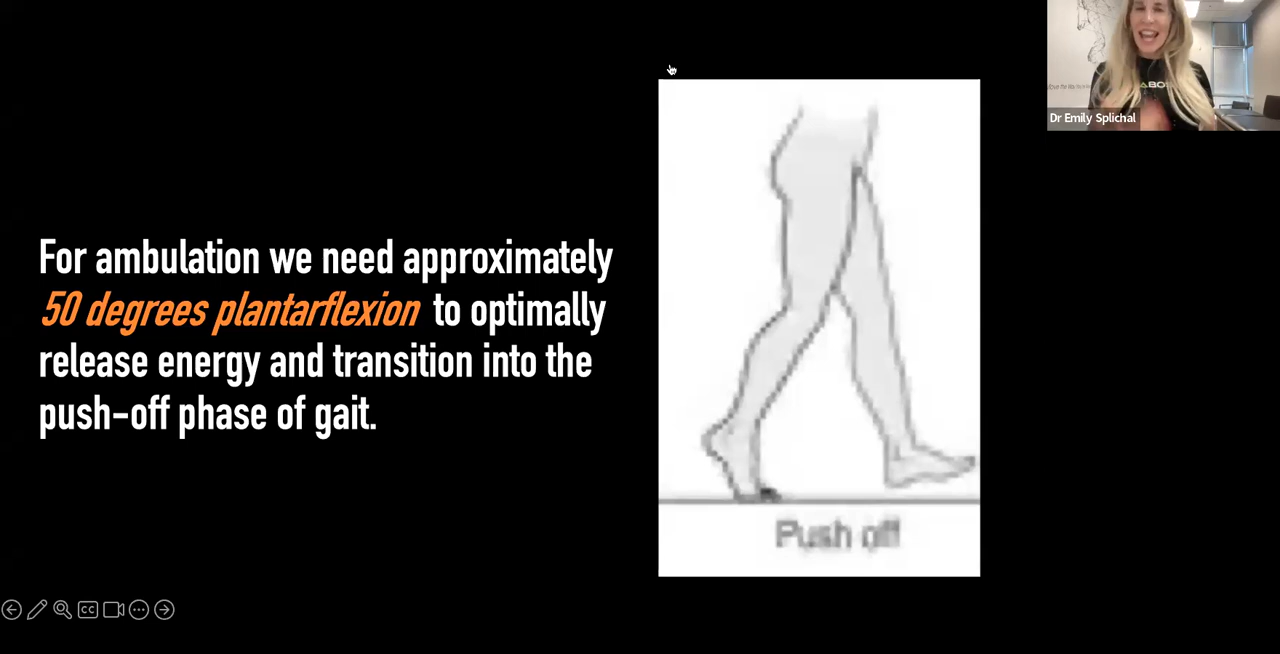 Dr Emily Splichal
For ambulation we need approximately
50 degrees plantarflexion to optimally
release energy and transition into the
push-off phase of gait.
Push off
CC